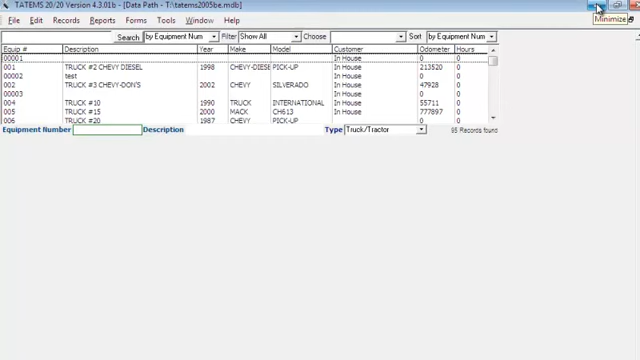 TATEMS 20/20 Version 4.3.01b - [Data Path - T:\tatems2005be.mdb]
Minimize
File Edit Records Reports Forms Tools Window Help
Search by Equipment Num Filter Show All Choose Sort by Equipment Num
Equip # Description Year Make Model Customer Odometer Hours
00001 In House 0 0
001 TRUCK #2 CHEVY DIESEL 1998 CHEVY-DIESE PICK-UP In House 213520 0
00002 test In House 0 0
002 TRUCK #3 CHEVY-DON'S 2002 CHEVY SILVERADO In House 47928 0
00003 In House 0 0
004 TRUCK #10 1990 TRUCK INTERNATIONAL In House 55711 0
005 TRUCK #15 2000 MACK CH613 In House 777897 0
006 TRUCK #20 1987 CHEVY PICK-UP In House 0 0
Equipment Number Description Type Truck/Tractor 95 Records found